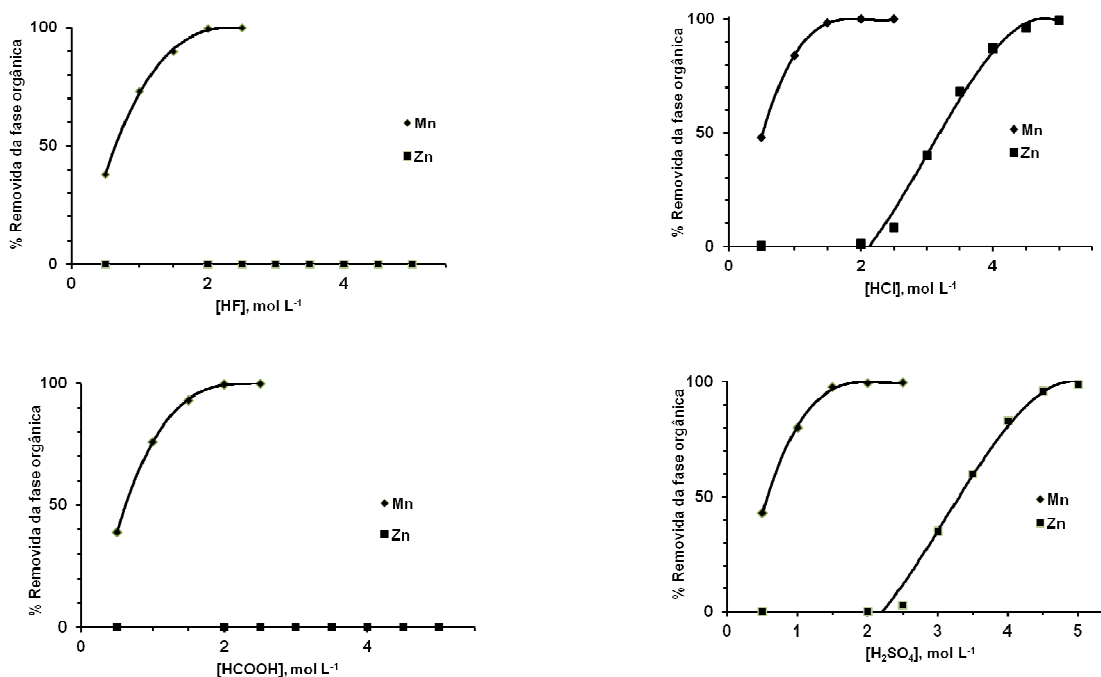 % Removida da fase orgânica
100
50
0
0
2
4
[HF], mol L⁻¹
Mn
Zn
% Removida da fase orgânica
100
50
0
0
2
4
[HCl], mol L⁻¹
Mn
Zn
% Removida da fase orgânica
100
50
0
0
2
4
[HCOOH], mol L⁻¹
Mn
Zn
% Removida da fase orgânica
100
50
0
0
1
2
3
4
5
[H₂SO₄], mol L⁻¹
Mn
Zn